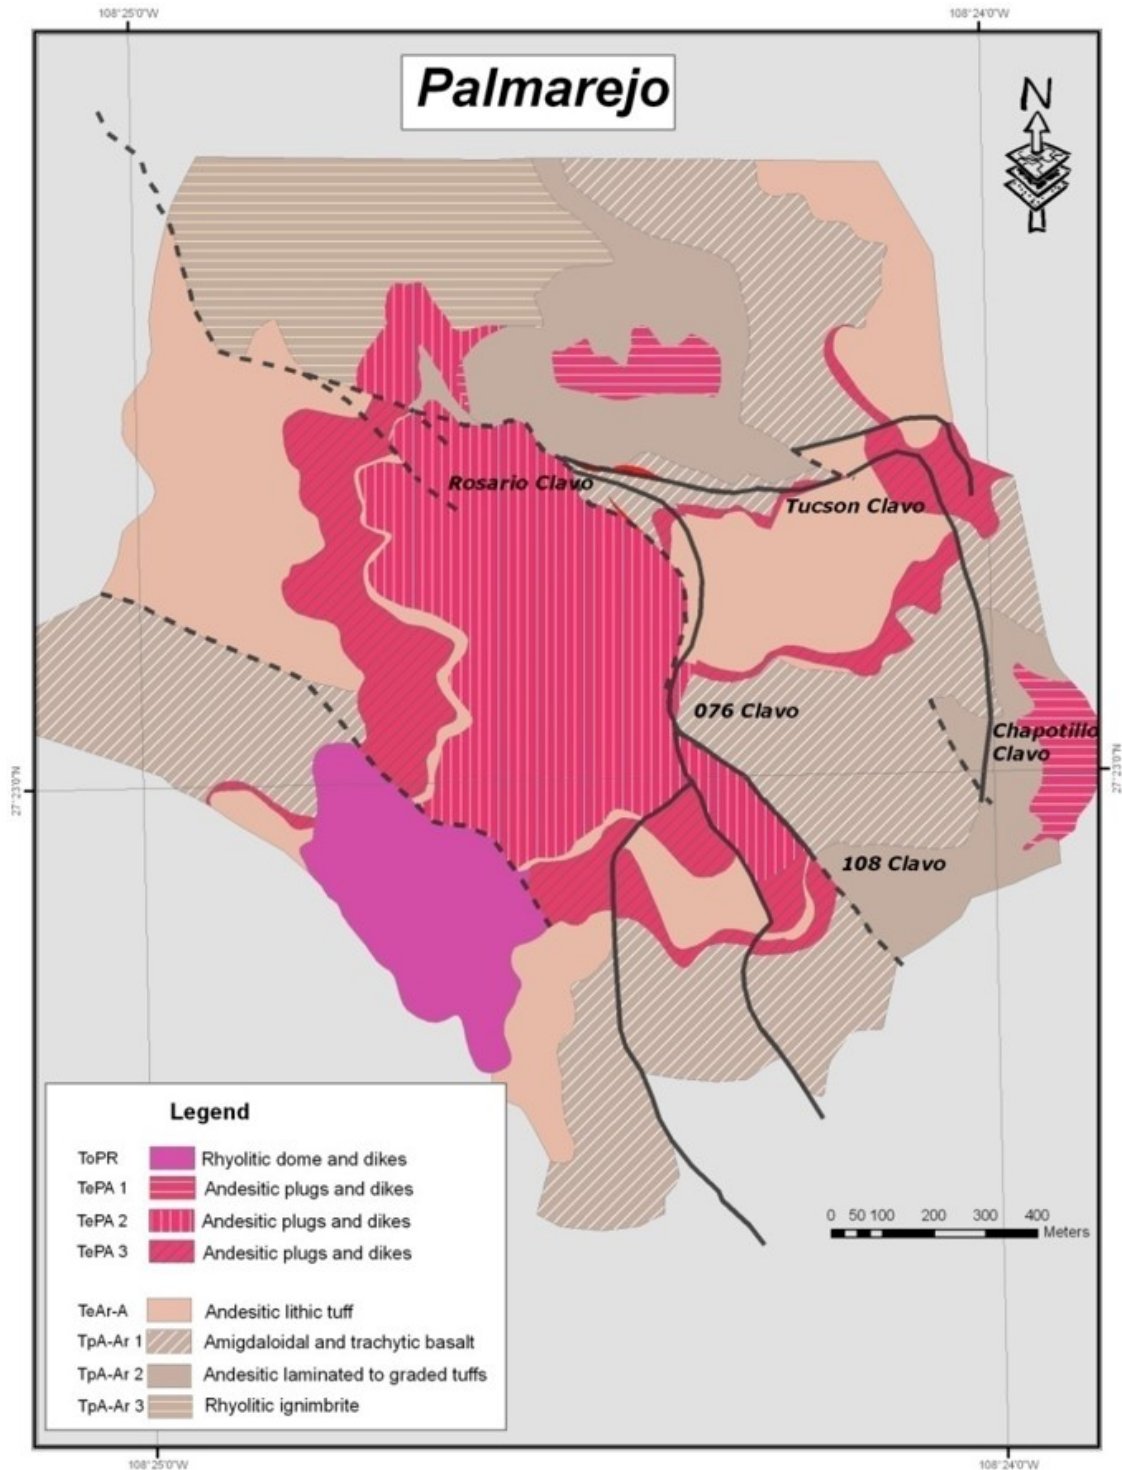 108°25'0"W
108°24'0"W
Palmarejo
N
Rosario Clavo
Tucson Clavo
076 Clavo
Chapotillo
Clavo
27°23'0"N
27°23'0"N
108 Clavo
Legend
ToPR Rhyolitic dome and dikes
TePA 1 Andesitic plugs and dikes
TePA 2 Andesitic plugs and dikes
TePA 3 Andesitic plugs and dikes
TeAr-A Andesitic lithic tuff
TpA-Ar 1 Amigdaloidal and trachytic basalt
TpA-Ar 2 Andesitic laminated to graded tuffs
TpA-Ar 3 Rhyolitic ignimbrite
0 50 100 200 300 400
Meters
108°25'0"W
108°24'0"W